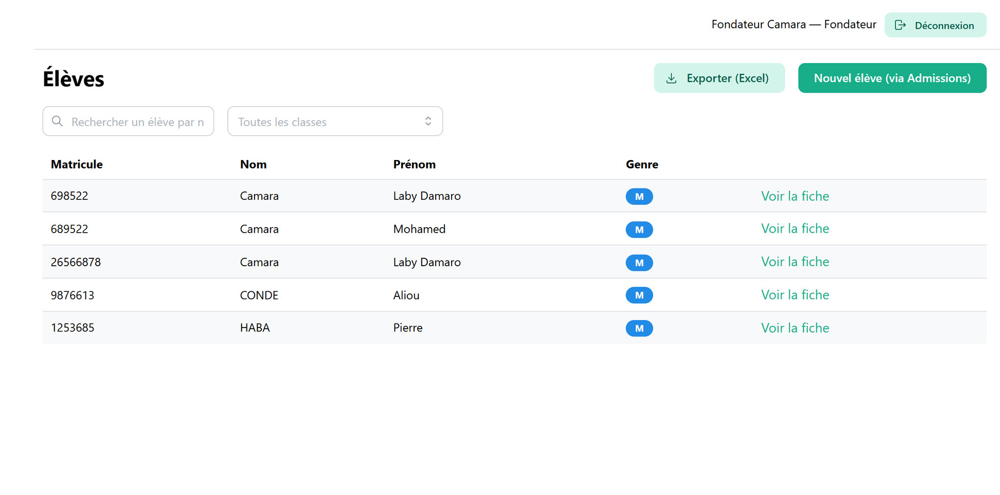 Fondateur Camara — Fondateur
Déconnexion
Élèves
Exporter (Excel)
Nouvel élève (via Admissions)
Rechercher un élève par n
Toutes les classes
Matricule Nom Prénom Genre
698522 Camara Laby Damaro M Voir la fiche
689522 Camara Mohamed M Voir la fiche
26566878 Camara Laby Damaro M Voir la fiche
9876613 CONDE Aliou M Voir la fiche
1253685 HABA Pierre M Voir la fiche